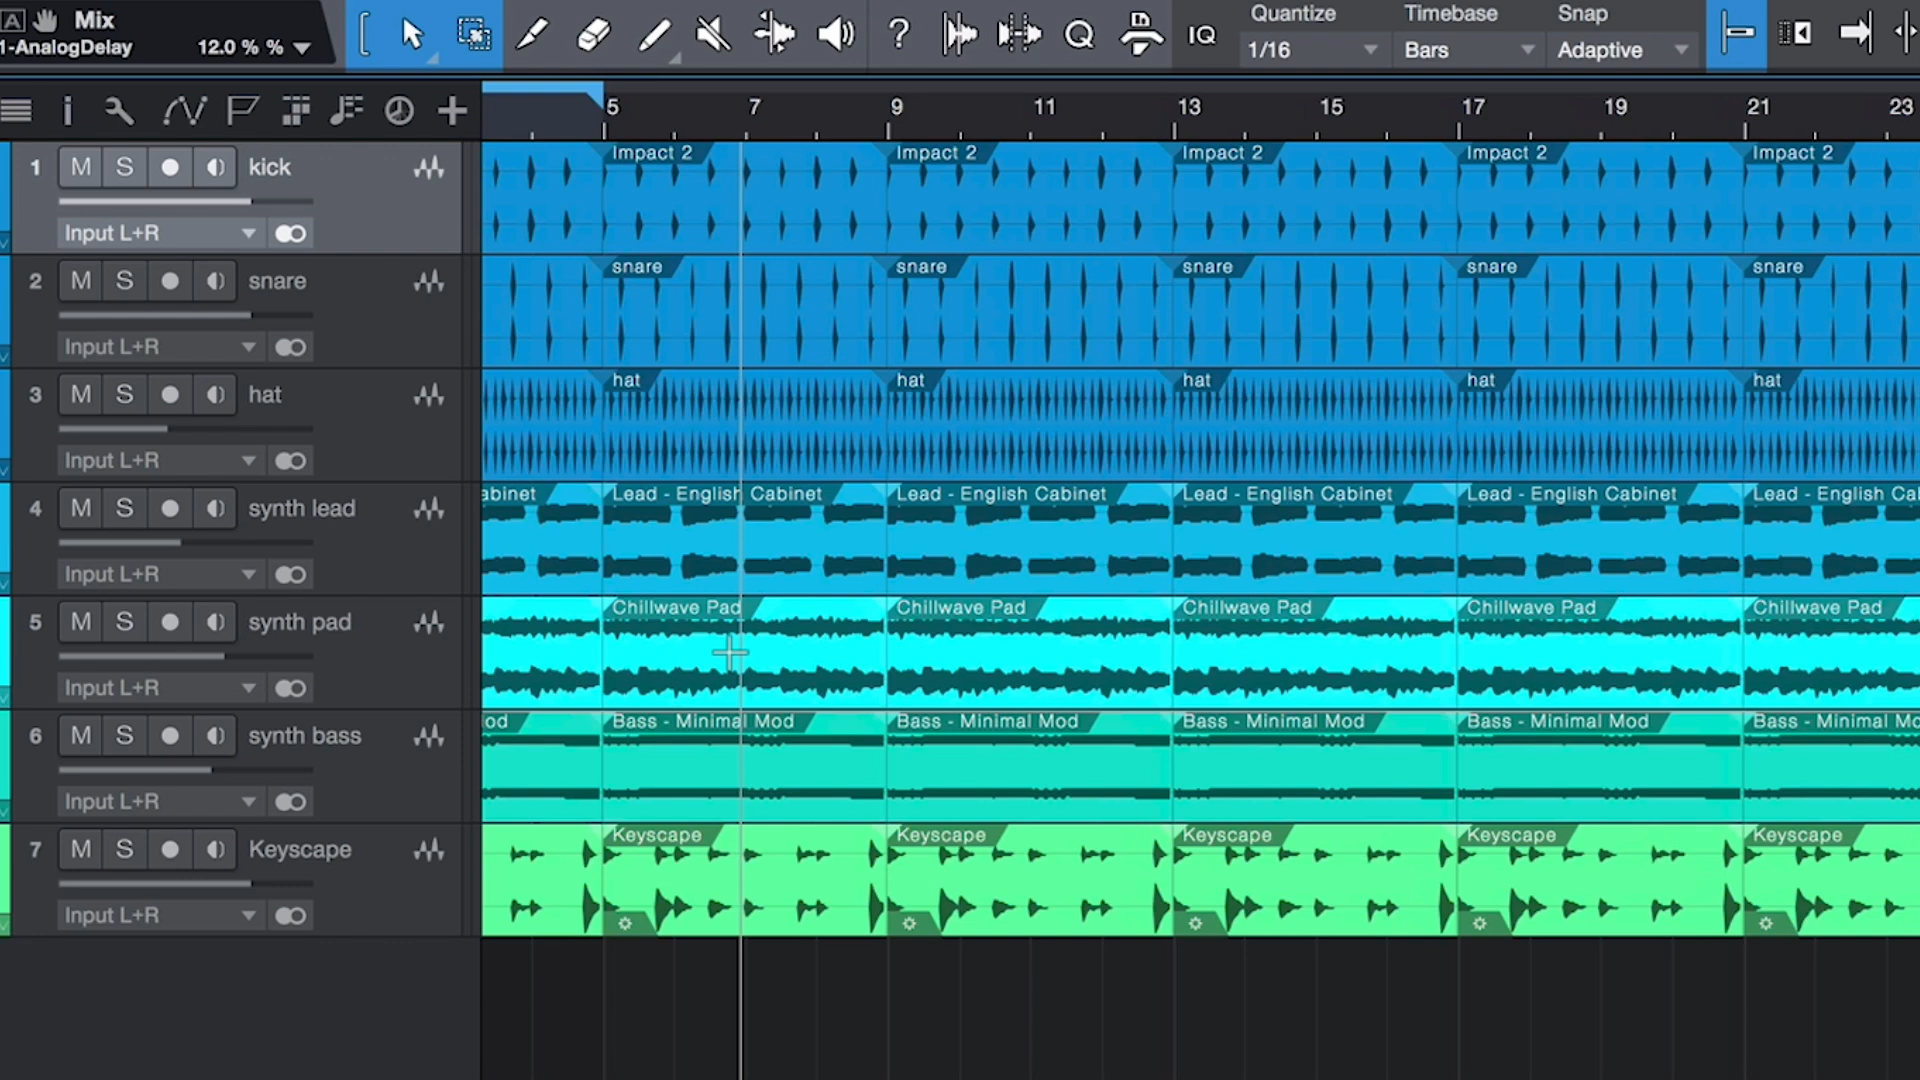 A Mix
1-AnalogDelay 12.0 % %
? Q IQ
Quantize Timebase Snap
1/16 Bars Adaptive
5 7 9 11 13 15 17 19 21 23
1 M S kick
Input L+R
Impact 2 Impact 2 Impact 2 Impact 2 Impact 2
2 M S snare
Input L+R
snare snare snare snare snare
3 M S hat
Input L+R
hat hat hat hat hat
4 M S synth lead
Input L+R
abinet Lead - English Cabinet Lead - English Cabinet Lead - English Cabinet Lead - English Cabinet Lead - English Ca
5 M S synth pad
Input L+R
Chillwave Pad Chillwave Pad Chillwave Pad Chillwave Pad Chillwave Pad
6 M S synth bass
Input L+R
od Bass - Minimal Mod Bass - Minimal Mod Bass - Minimal Mod Bass - Minimal Mod Bass - Minimal Mo
7 M S Keyscape
Input L+R
Keyscape Keyscape Keyscape Keyscape Keyscape